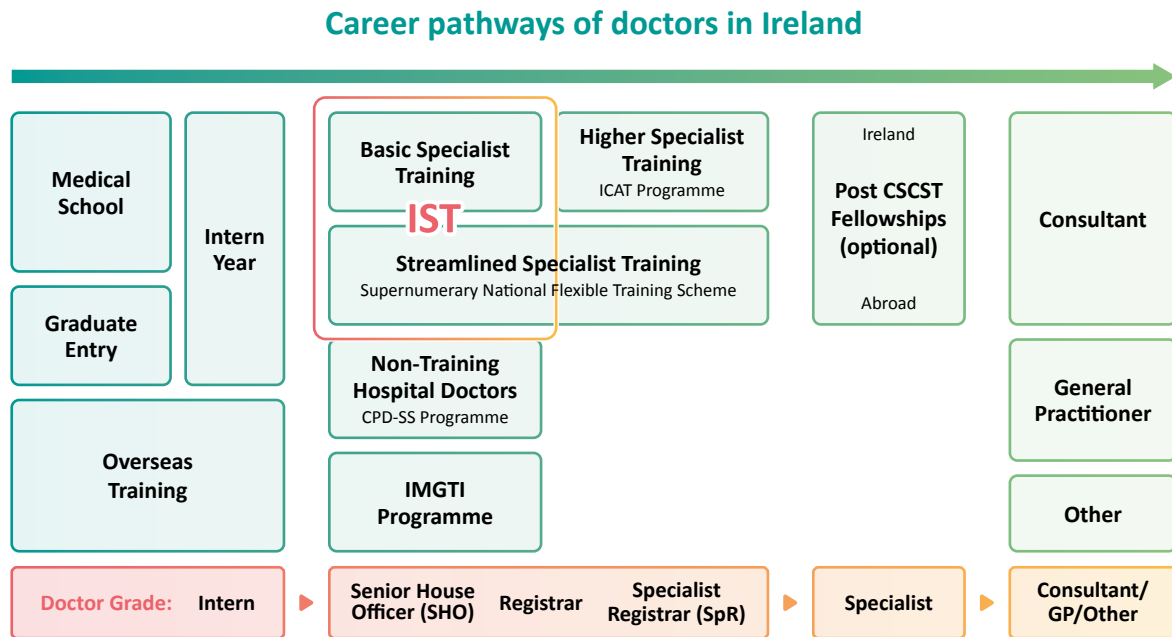 Career pathways of doctors in Ireland
Medical
School
Graduate
Entry
Intern
Year
Overseas
Training
Basic Specialist
Training
IST
Higher Specialist
Training
ICAT Programme
Streamlined Specialist Training
Supernumerary National Flexible Training Scheme
Non-Training
Hospital Doctors
CPD-SS Programme
IMGTI
Programme
Ireland
Post CSCST
Fellowships
(optional)
Abroad
Consultant
General
Practitioner
Other
Doctor Grade: Intern
Senior House
Officer (SHO)
Registrar
Specialist
Registrar (SpR)
Specialist
Consultant/
GP/Other